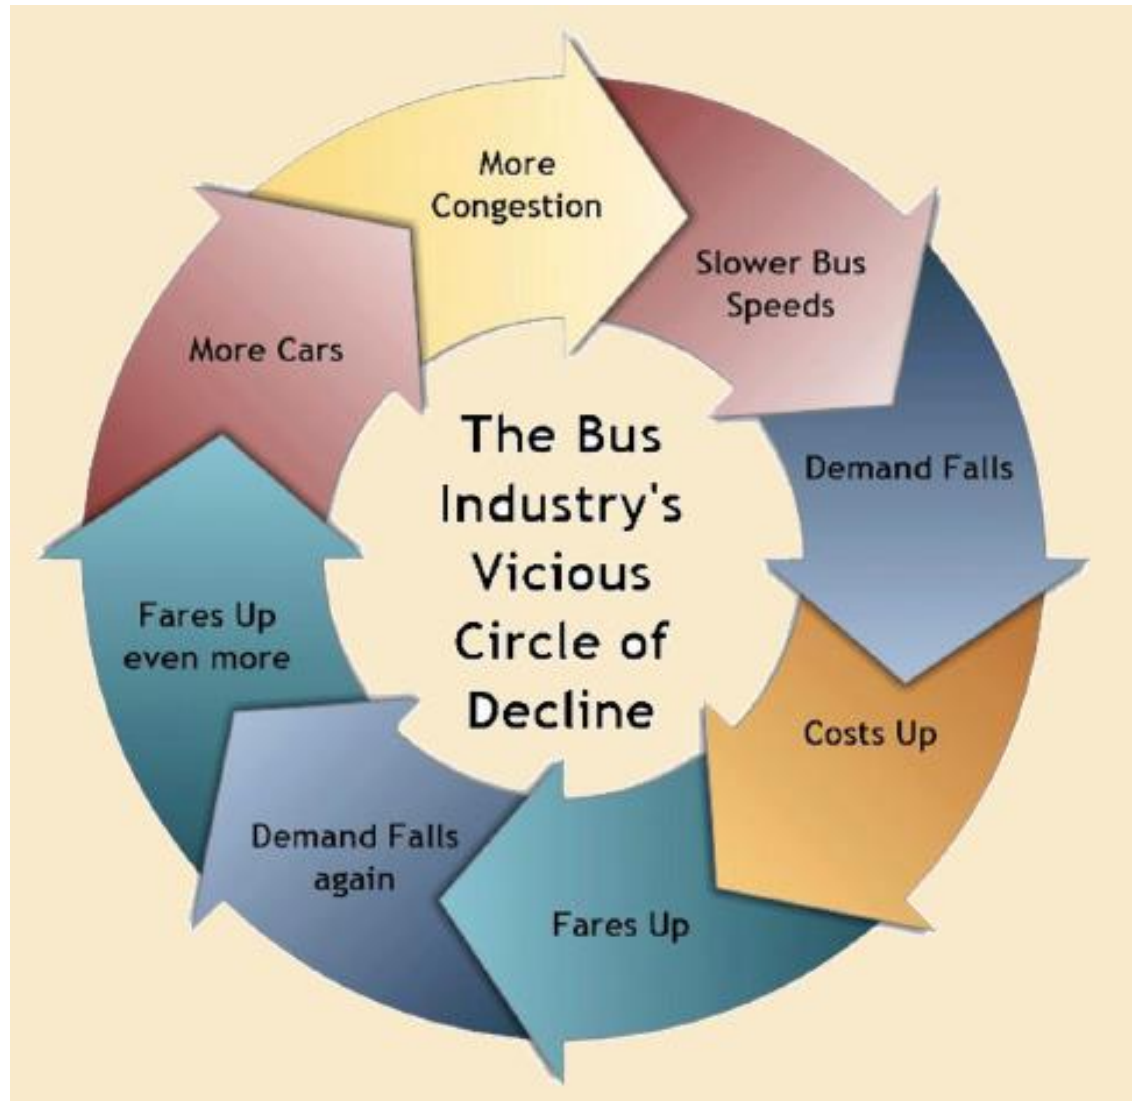 More
Congestion
Slower Bus
Speeds
Demand Falls
Costs Up
Fares Up
Demand Falls
again
Fares Up
even more
More Cars
The Bus
Industry's
Vicious
Circle of
Decline